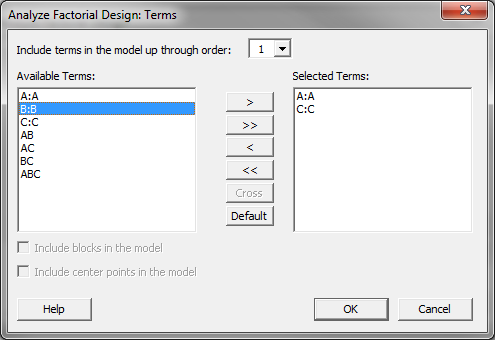 Analyze Factorial Design: Terms
Include terms in the model up through order: 1
Available Terms:
Selected Terms:
A:A
B:B
C:C
AB
AC
BC
ABC
>
>>
<
<<
Cross
Default
A:A
C:C
Include blocks in the model
Include center points in the model
Help
OK
Cancel